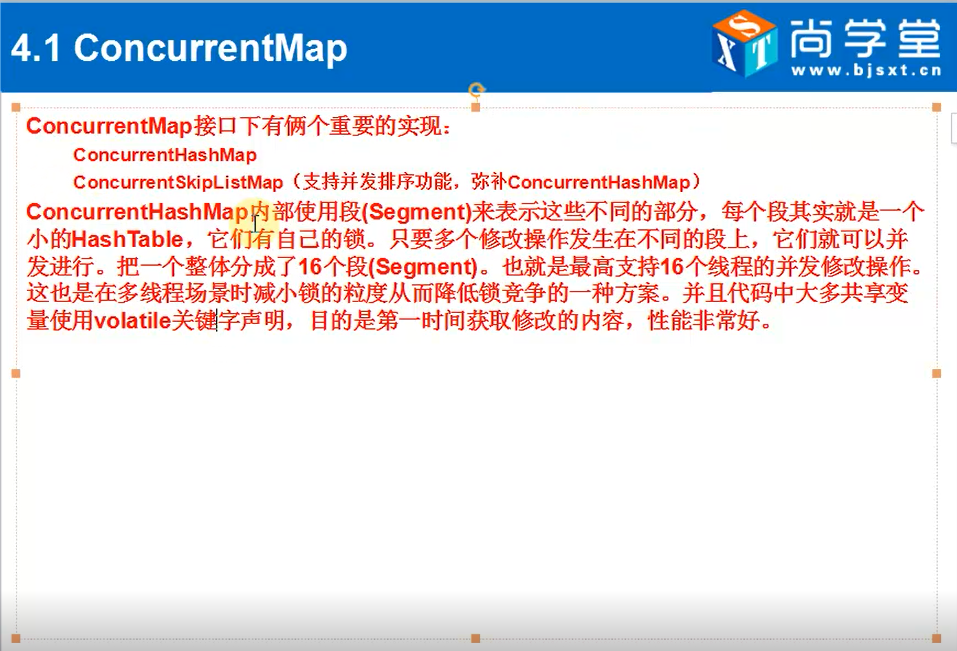 4.1 ConcurrentMap
尚学堂
www.bjsxt.cn
SXT
ConcurrentMap接口下有俩个重要的实现：
ConcurrentHashMap
ConcurrentSkipListMap（支持并发排序功能，弥补ConcurrentHashMap）
ConcurrentHashMap内部使用段(Segment)来表示这些不同的部分，每个段其实就是一个
小的HashTable，它们有自己的锁。只要多个修改操作发生在不同的段上，它们就可以并
发进行。把一个整体分成了16个段(Segment)。也就是最高支持16个线程的并发修改操作。
这也是在多线程场景时减小锁的粒度从而降低锁竞争的一种方案。并且代码中大多共享变
量使用volatile关键字声明，目的是第一时间获取修改的内容，性能非常好。